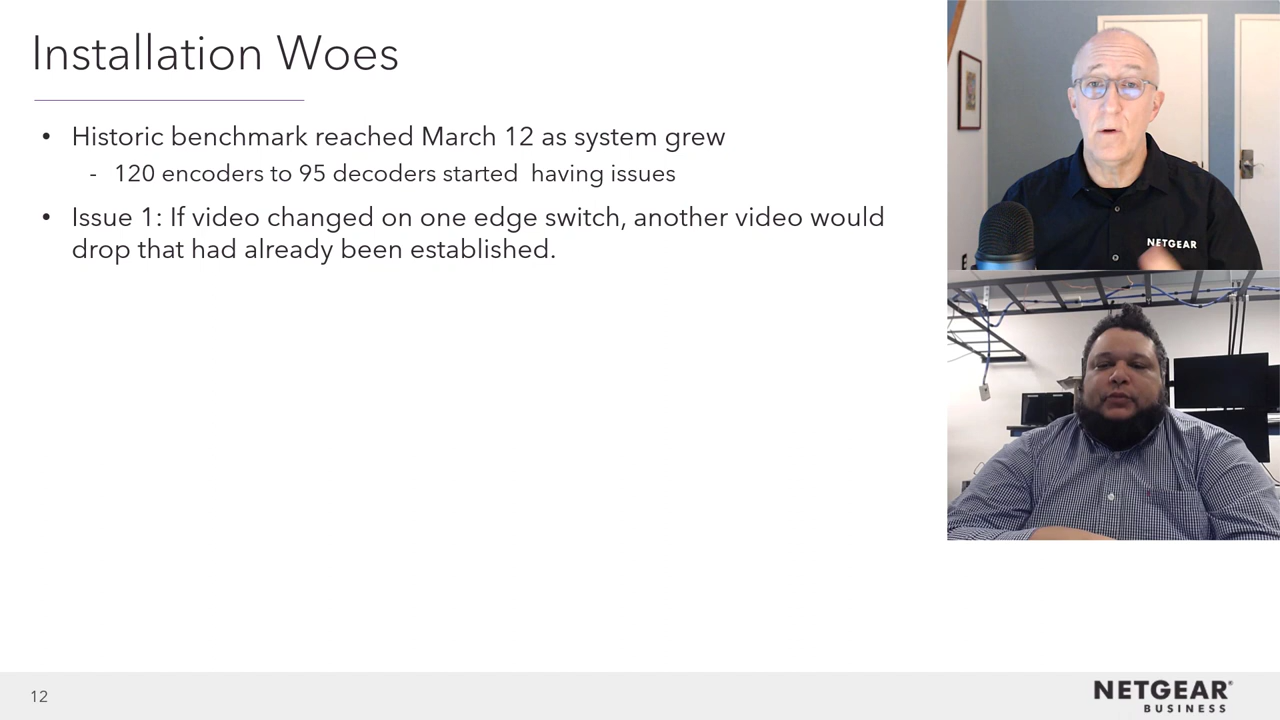 Installation Woes
• Historic benchmark reached March 12 as system grew
- 120 encoders to 95 decoders started having issues
• Issue 1: If video changed on one edge switch, another video would
drop that had already been established.
NETGEAR
12
NETGEAR®
BUSINESS